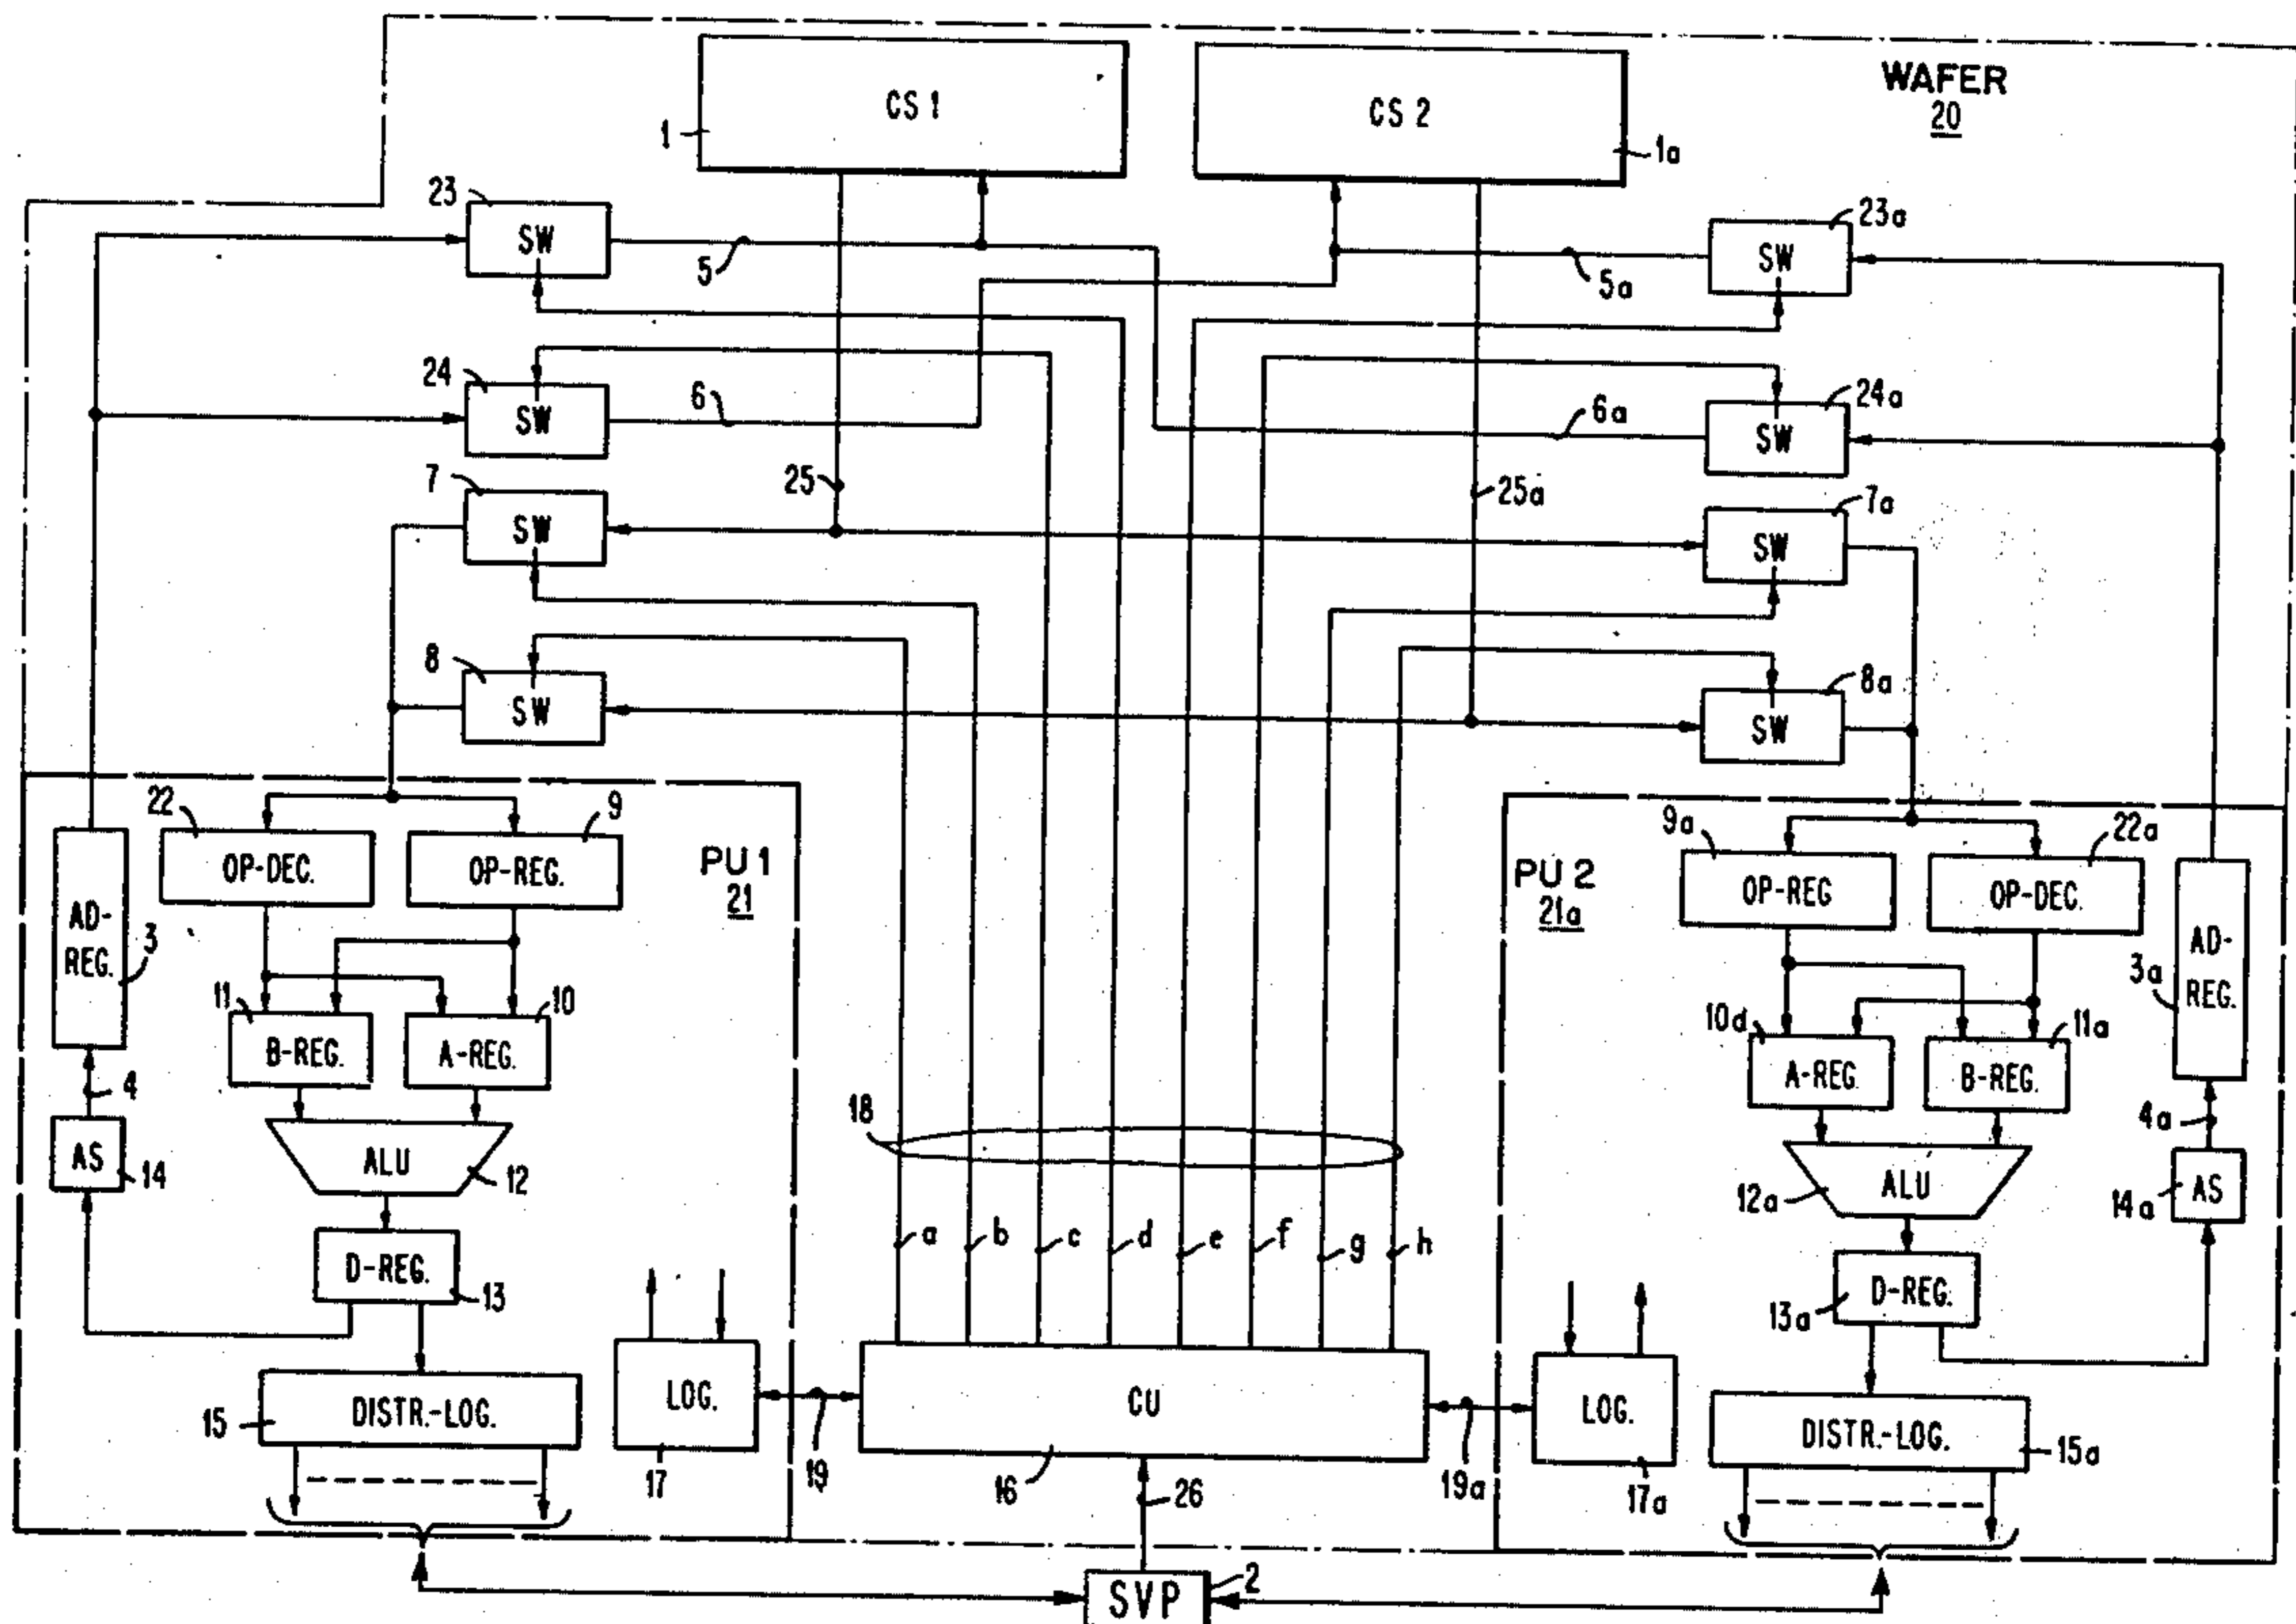 CS 1
CS 2
WAFER
20
1
1a
23
SW
5
5a
23a
SW
24
SW
6
6a
24a
SW
7
SW
25
25a
7a
SW
8
SW
8a
SW
22
OP-DEC.
9
OP-REG.
PU 1
21
AD-
REG.
3
11
B-REG.
10
A-REG.
4
AS
14
ALU
12
D-REG.
13
15
DISTR.-LOG.
LOG.
17
19
18
a
b
c
d
e
f
g
h
CU
16
26
SVP
2
PU 2
21a
9a
OP-REG
22a
OP-DEC.
3a
AD-
REG.
10d
A-REG.
11a
B-REG.
4a
14a
AS
12a
ALU
13a
D-REG.
LOG.
17a
19a
DISTR.-LOG.
15a